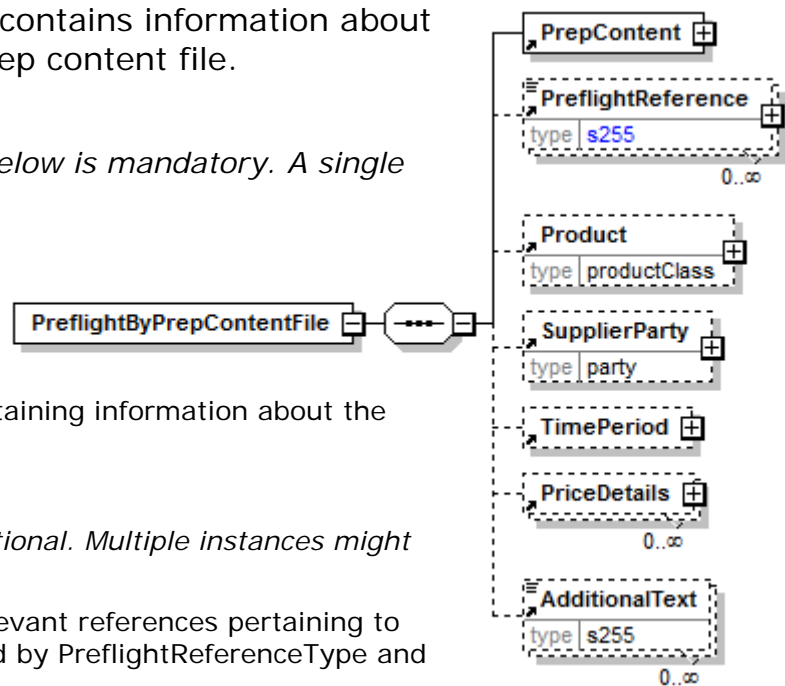 contains information about
ep content file.
elow is mandatory. A single
taining information about the
tional. Multiple instances might
evant references pertaining to
d by PreflightReferenceType and
PreflightByPrepContentFile
PrepContent
PreflightReference
type s255
0..∞
Product
type productClass
SupplierParty
type party
TimePeriod
PriceDetails
0..∞
AdditionalText
type s255
0..∞